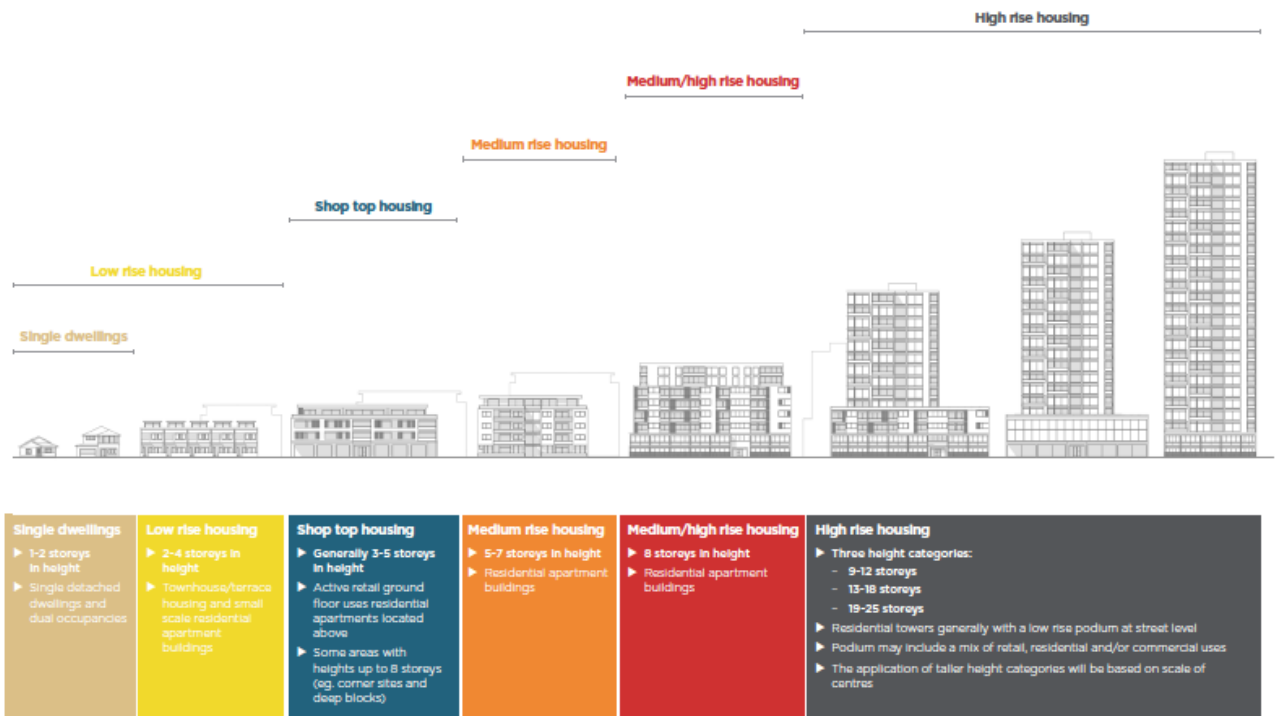 High rise housing
Medium/high rise housing
Medium rise housing
Shop top housing
Low rise housing
Single dwellings
Single dwellings
▶ 1-2 storeys
in height
▶ Single detached
dwellings and
dual occupancies
Low rise housing
▶ 2-4 storeys in
height
▶ Townhouse/terrace
housing and small
scale residential
apartment
buildings
Shop top housing
▶ Generally 3-5 storeys
in height
▶ Active retail ground
floor uses residential
apartments located
above
▶ Some areas with
heights up to 8 storeys
(eg. corner sites and
deep blocks)
Medium rise housing
▶ 5-7 storeys in height
▶ Residential apartment
buildings
Medium/high rise housing
▶ 8 storeys in height
▶ Residential apartment
buildings
High rise housing
▶ Three height categories:
– 9-12 storeys
– 13-18 storeys
– 19-25 storeys
▶ Residential towers generally with a low rise podium at street level
▶ Podium may include a mix of retail, residential and/or commercial uses
▶ The application of taller height categories will be based on scale of
centres